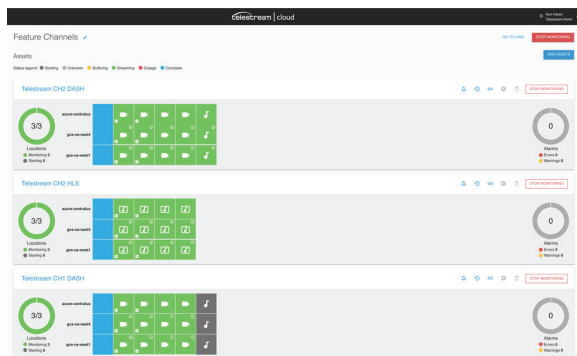 telestream | cloud
Feature Channels
GO TO VIEW
STOP MONITORING
Assets
ADD ASSETS
Status legend: Starting Unknown Buffering Streaming Outage Complete
Telestream CH2 DASH
STOP MONITORING
azure-centralus
3/3
gce-us-east4
0
gce-us-west1
Locations
Monitoring 3
Starting 0
Alarms
Errors 0
Warnings 0
Telestream CH2 HLS
STOP MONITORING
azure-centralus
3/3
gce-us-east4
0
gce-us-west1
Locations
Monitoring 3
Starting 0
Alarms
Errors 0
Warnings 0
Telestream CH1 DASH
STOP MONITORING
azure-centralus
3/3
gce-us-east4
0
gce-us-west1
Locations
Monitoring 3
Starting 0
Alarms
Errors 0
Warnings 0